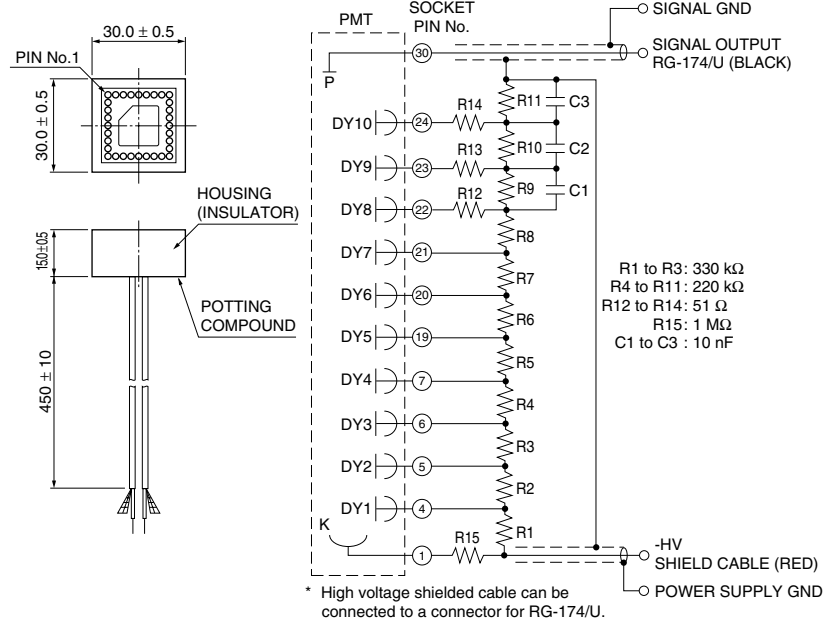 30.0 ± 0.5
PIN No.1
30.0 ± 0.5
HOUSING
(INSULATOR)
15.0±0.5
POTTING
COMPOUND
450 ± 10
PMT
SOCKET
PIN No.
SIGNAL GND
SIGNAL OUTPUT
RG-174/U (BLACK)
P
30
R11
C3
R14
DY10
24
R10
C2
R13
DY9
23
R9
C1
R12
DY8
22
R8
DY7
21
R7
DY6
20
R6
DY5
19
R5
DY4
7
R4
DY3
6
R3
DY2
5
R2
DY1
4
R1
K
R15
1
R1 to R3: 330 kΩ
R4 to R11: 220 kΩ
R12 to R14: 51 Ω
R15: 1 MΩ
C1 to C3 : 10 nF
-HV
SHIELD CABLE (RED)
POWER SUPPLY GND
* High voltage shielded cable can be
connected to a connector for RG-174/U.